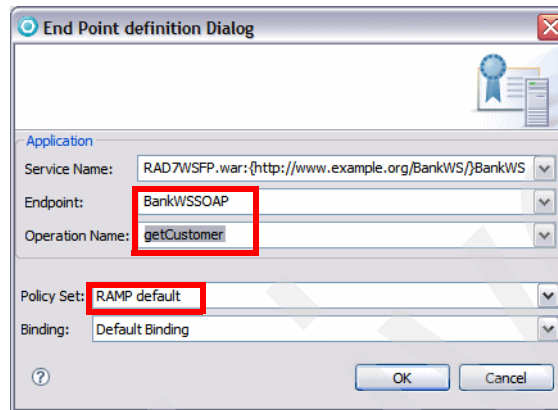 End Point definition Dialog
Application
Service Name: RAD7WSFP.war:{http://www.example.org/BankWS/}BankWS
Endpoint: BankWSSOAP
Operation Name: getCustomer
Policy Set: RAMP default
Binding: Default Binding
? OK Cancel